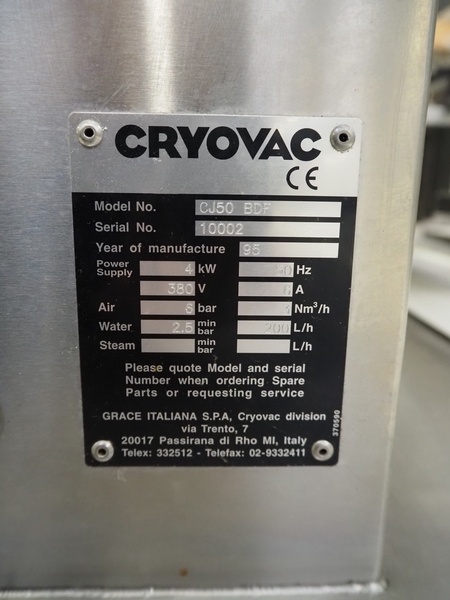 CRYOVAC
CE
Model No. CJ50 BDF
Serial No. 10002
Year of manufacture 95
Power Supply 4 kW Hz
380 V A
Air 6 bar Nm³/h
Water 2,5 min bar 200 L/h
Steam min bar L/h
Please quote Model and serial
Number when ordering Spare
Parts or requesting service
GRACE ITALIANA S.P.A, Cryovac division
via Trento, 7
20017 Passirana di Rho MI, Italy
Telex: 332512 - Telefax: 02-9332411
370590